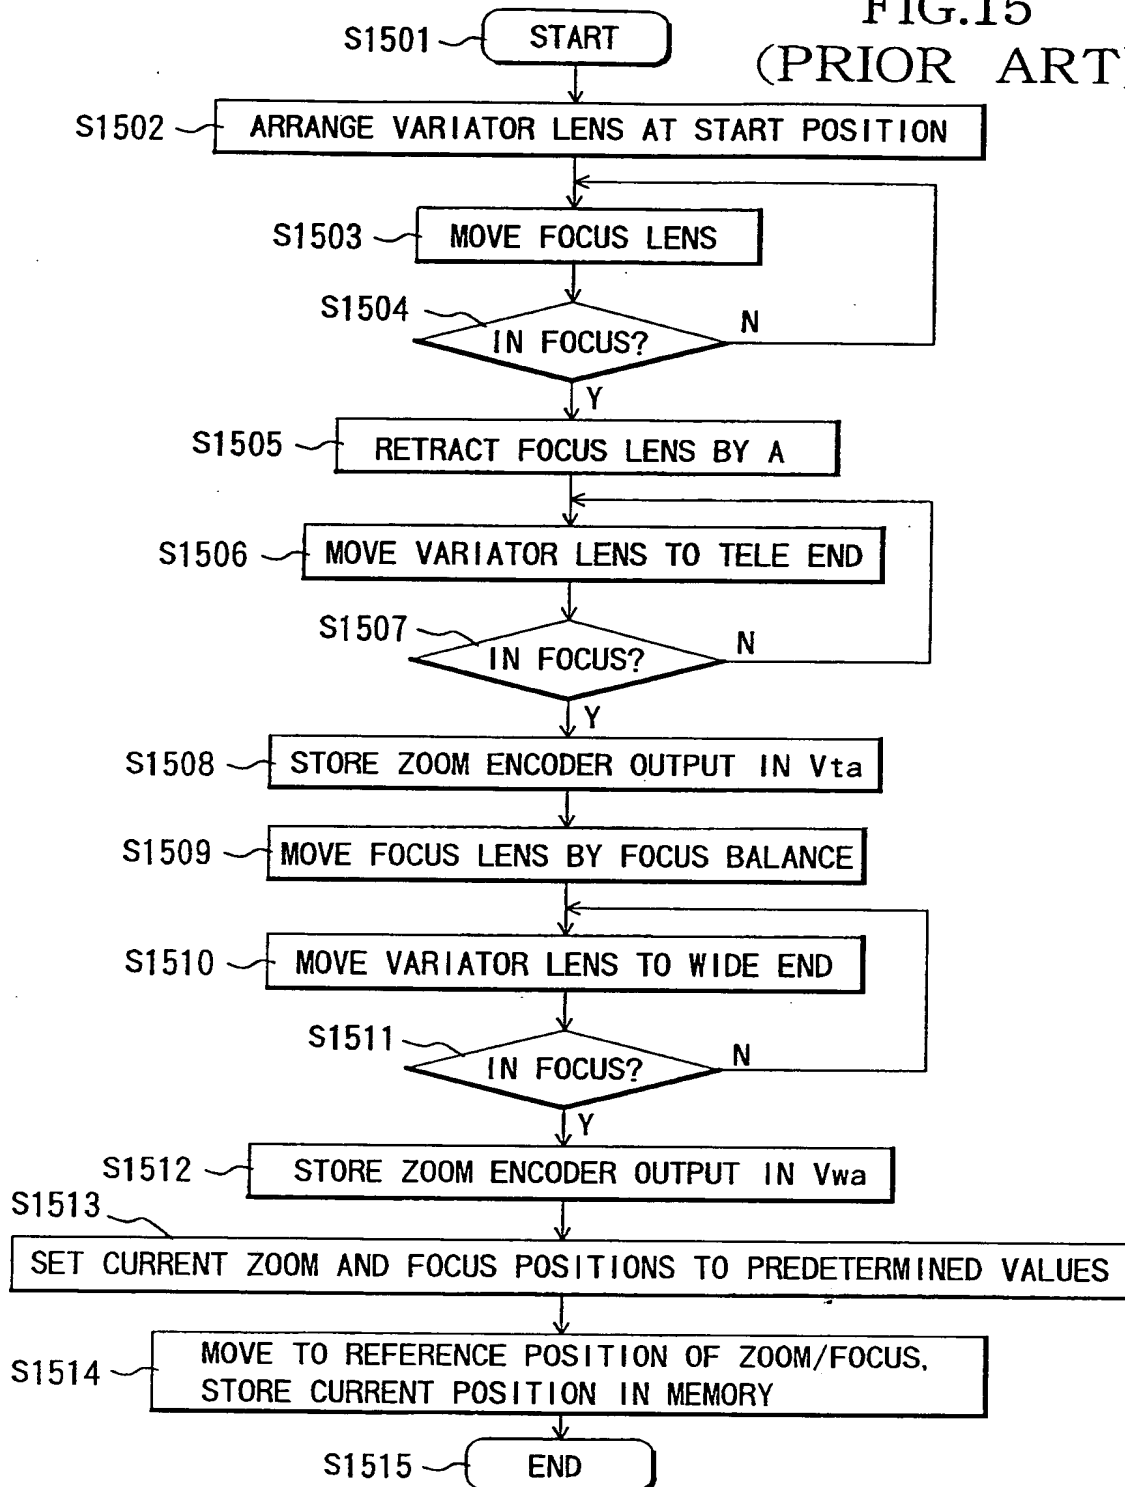 FIG.15
(PRIOR ART)
S1501
START
S1502
ARRANGE VARIATOR LENS AT START POSITION
S1503
MOVE FOCUS LENS
S1504
IN FOCUS?
N
Y
S1505
RETRACT FOCUS LENS BY A
S1506
MOVE VARIATOR LENS TO TELE END
S1507
IN FOCUS?
N
Y
S1508
STORE ZOOM ENCODER OUTPUT IN Vta
S1509
MOVE FOCUS LENS BY FOCUS BALANCE
S1510
MOVE VARIATOR LENS TO WIDE END
S1511
IN FOCUS?
N
Y
S1512
STORE ZOOM ENCODER OUTPUT IN Vwa
S1513
SET CURRENT ZOOM AND FOCUS POSITIONS TO PREDETERMINED VALUES
S1514
MOVE TO REFERENCE POSITION OF ZOOM/FOCUS,
STORE CURRENT POSITION IN MEMORY
S1515
END